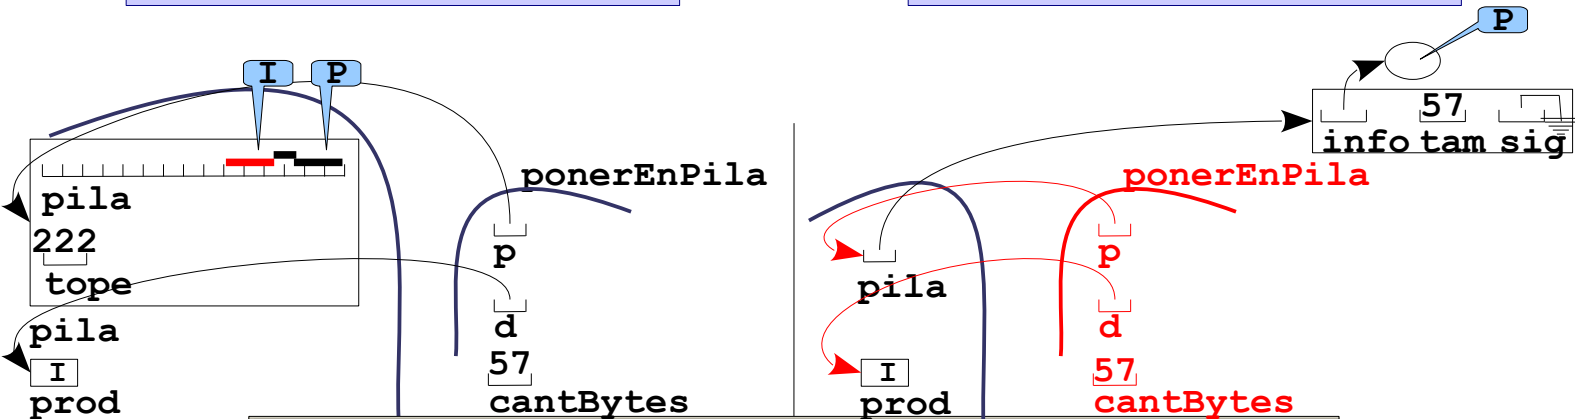 I P
ponerEnPila
pila
222
tope
pila
I
prod
p
d
57
cantBytes
P
57
info tam sig
ponerEnPila
p
pila
d
I
prod
57
cantBytes